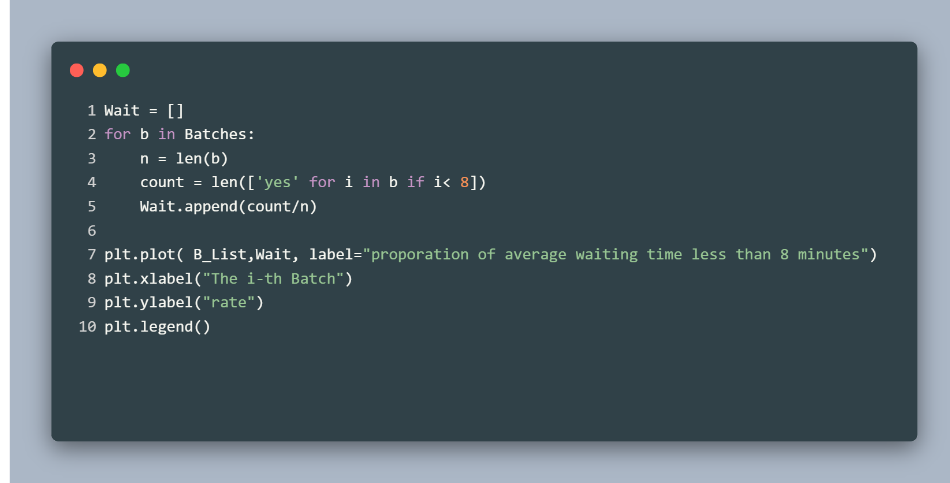 1 Wait = []
2 for b in Batches:
3     n = len(b)
4     count = len(['yes' for i in b if i< 8])
5     Wait.append(count/n)
6
7 plt.plot( B_List,Wait, label="proporation of average waiting time less than 8 minutes")
8 plt.xlabel("The i-th Batch")
9 plt.ylabel("rate")
10 plt.legend()